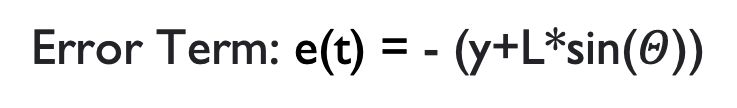 Error Term: e(t) = - (y+L*sin(Θ))